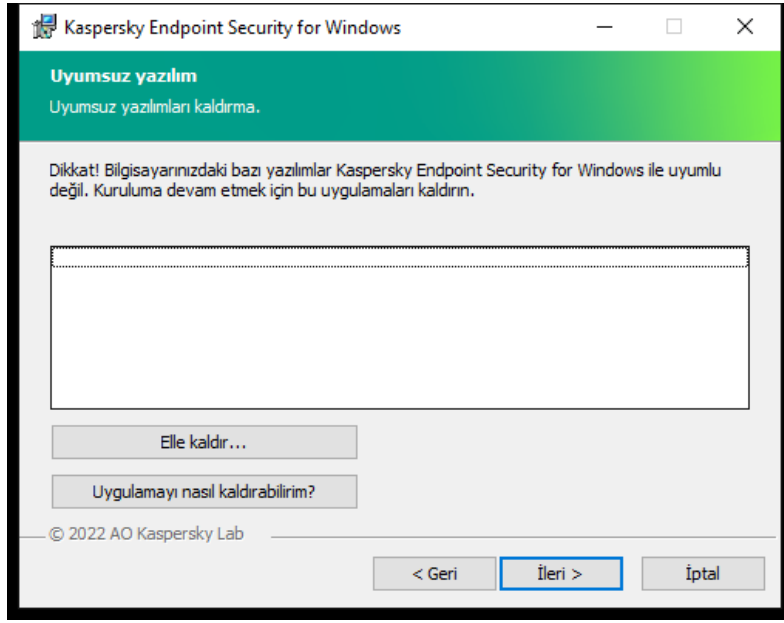 Kaspersky Endpoint Security for Windows
Uyumsuz yazılım
Uyumsuz yazılımları kaldırma.
Dikkat! Bilgisayarınızdaki bazı yazılımlar Kaspersky Endpoint Security for Windows ile uyumlu
değil. Kuruluma devam etmek için bu uygulamaları kaldırın.
Elle kaldır...
Uygulamayı nasıl kaldırabilirim?
© 2022 AO Kaspersky Lab
< Geri İleri > İptal